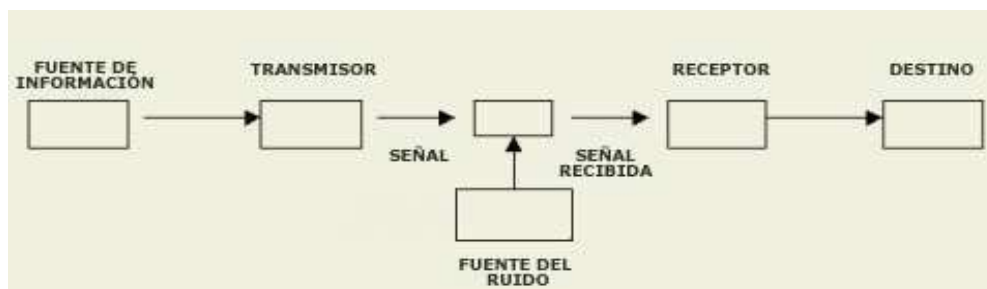 FUENTE DE
INFORMACIÓN
TRANSMISOR
RECEPTOR
DESTINO
SEÑAL
SEÑAL
RECIBIDA
FUENTE DEL
RUIDO